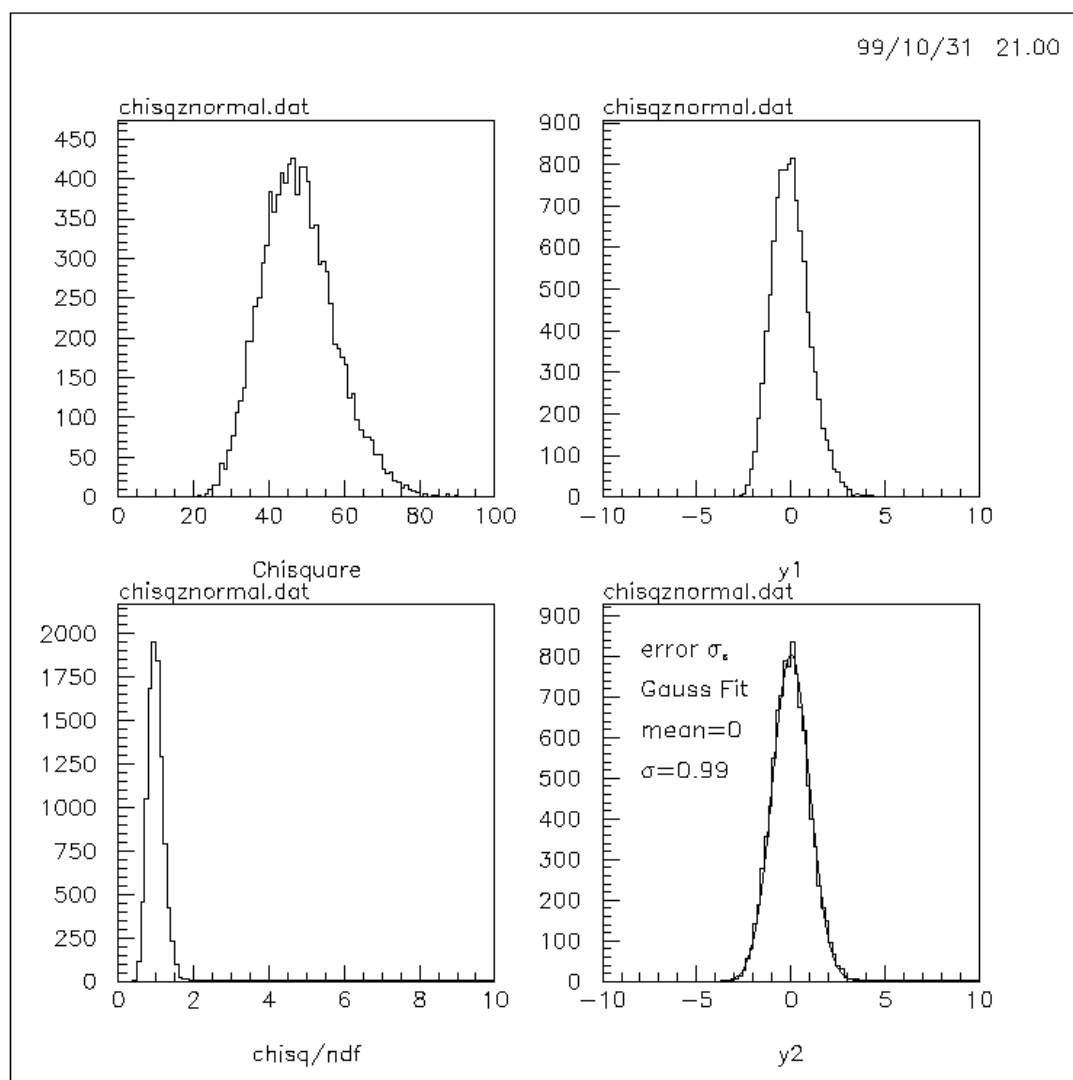 99/10/31 21.00
chisqznormal.dat
450
400
350
300
250
200
150
100
50
0
0 20 40 60 80 100
Chisquare
chisqznormal.dat
900
800
700
600
500
400
300
200
100
0
−10 −5 0 5 10
y1
chisqznormal.dat
2000
1750
1500
1250
1000
750
500
250
0
0 2 4 6 8 10
chisq/ndf
chisqznormal.dat
900
800
700
600
500
400
300
200
100
0
error σ
Gauss Fit
mean=0
σ=0.99
−10 −5 0 5 10
y2